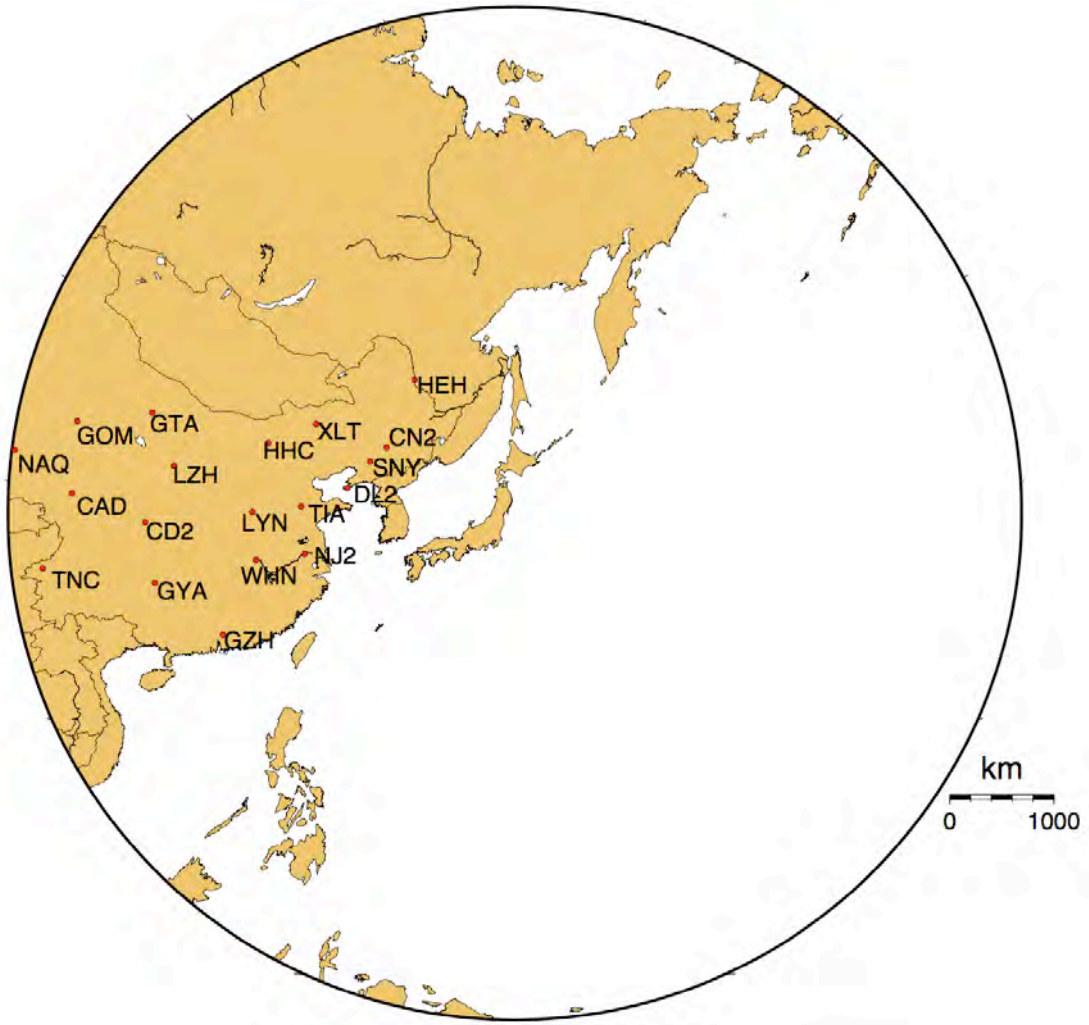 HEH
GTA
GOM
XLT
CN2
HHC
NAQ
SNY
LZH
DL2
CAD
LYN
TIA
CD2
NJ2
WHN
TNC
GYA
GZH
km
0 1000